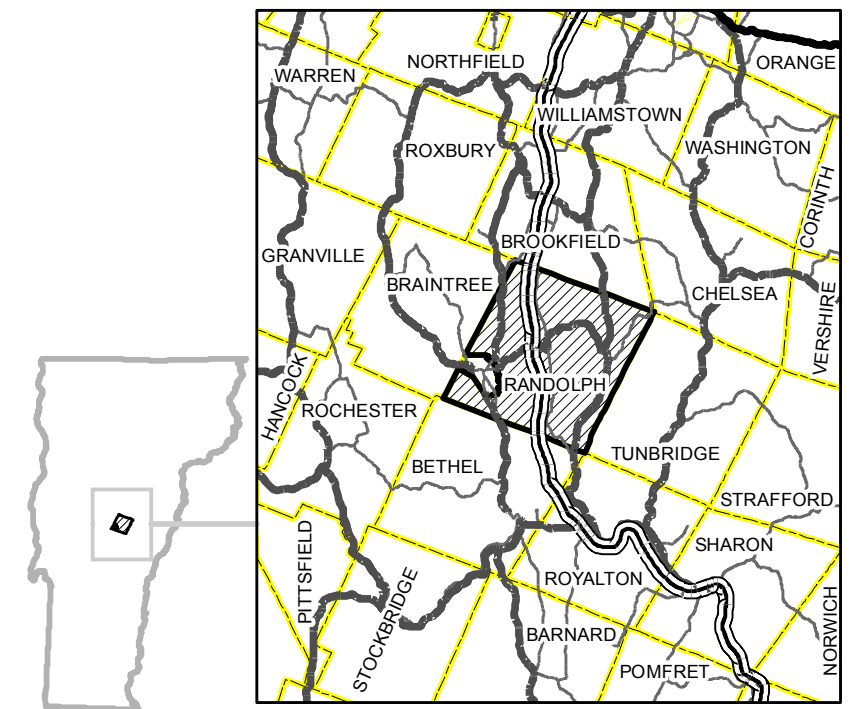 NORTHFIELD
ORANGE
WARREN
WILLIAMSTOWN
ROXBURY
WASHINGTON
CORINTH
BROOKFIELD
GRANVILLE
BRAINTREE
CHELSEA
VERSHIRE
HANCOCK
RANDOLPH
ROCHESTER
TUNBRIDGE
BETHEL
STRAFFORD
SHARON
PITTSFIELD
ROYALTON
STOCKBRIDGE
NORWICH
BARNARD
POMFRET